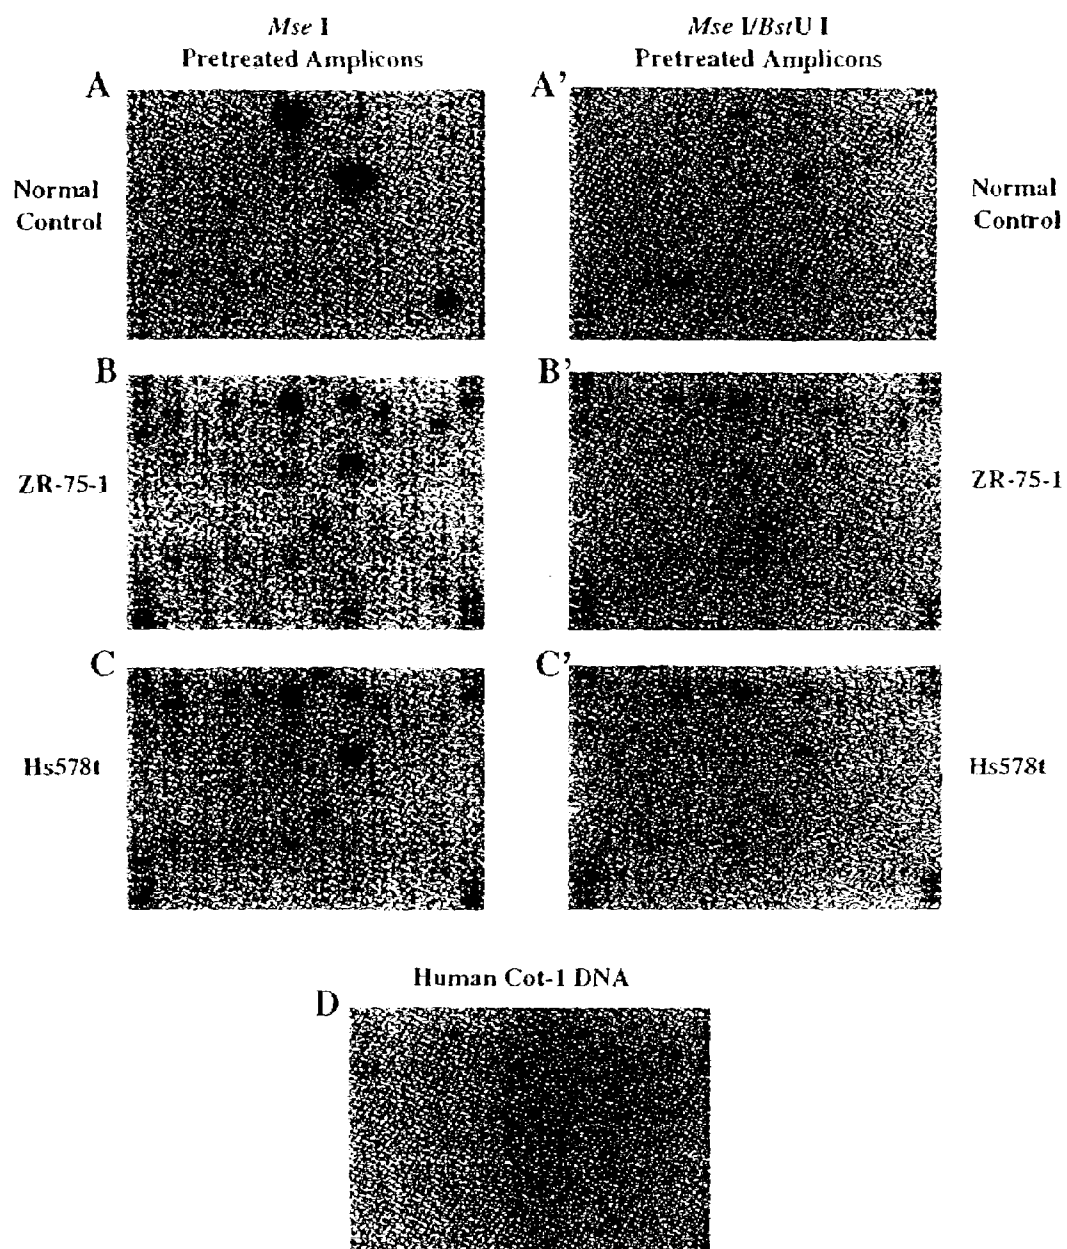 Mse I
Pretreated Amplicons
Mse I/BstU I
Pretreated Amplicons
A
A'
Normal
Control
Normal
Control
B
B'
ZR-75-1
ZR-75-1
C
C'
Hs578t
Hs578t
Human Cot-1 DNA
D